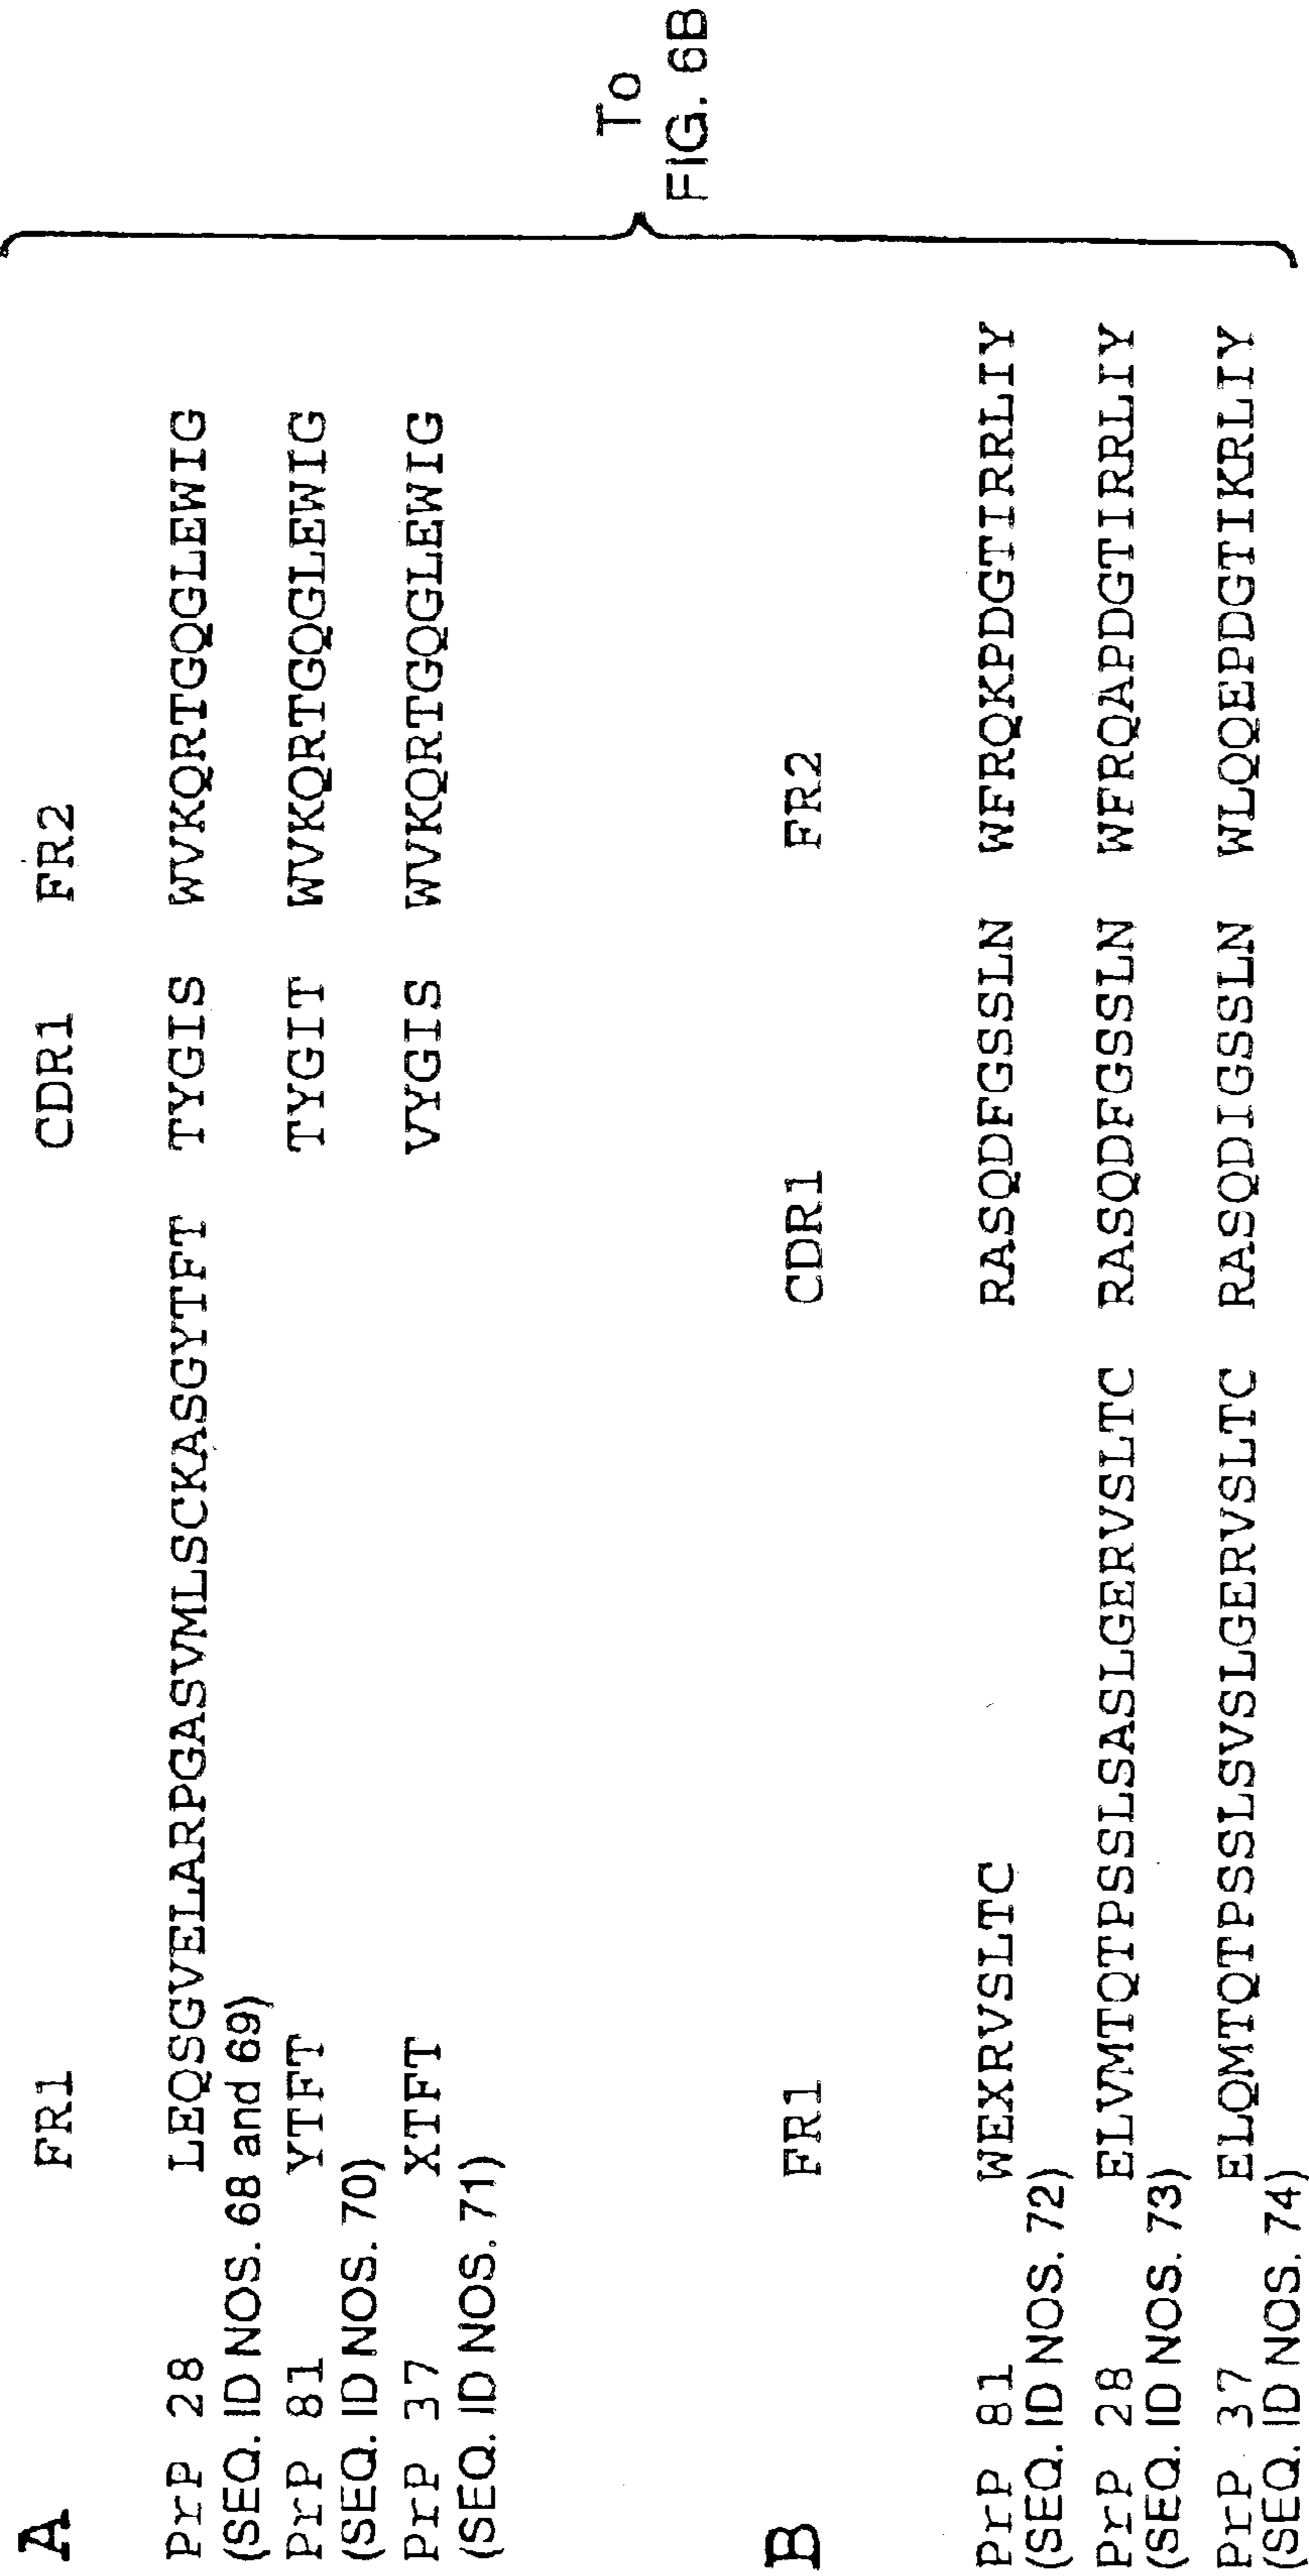 A
FR1 CDR1 FR2
PrP 28 LEQSGVELARPGASVMLSCKASGYTFT TYGIS WVKQRTGQGLEWIG
(SEQ. ID NOS. 68 and 69)
PrP 81 YTFT TYGIT WVKQRTGQGLEWIG
(SEQ. ID NOS. 70)
PrP 37 XTFT VYGIS WVKQRTGQGLEWIG
(SEQ. ID NOS. 71)
To
FIG. 6B
B
FR1 CDR1 FR2
PrP 81 WEXRVSLTC RASQDFGSSLN WFRQKPDGTIRRLIY
(SEQ. ID NOS. 72)
PrP 28 ELVMTQTPSSLSASLGERVSLTC RASQDFGSSLN WFRQAPDGTIRRLIY
(SEQ. ID NOS. 73)
PrP 37 ELQMTQTPSSLSVSLGERVSLTC RASQDIGSSLN WLQQEPDGTIKRLIY
(SEQ. ID NOS. 74)